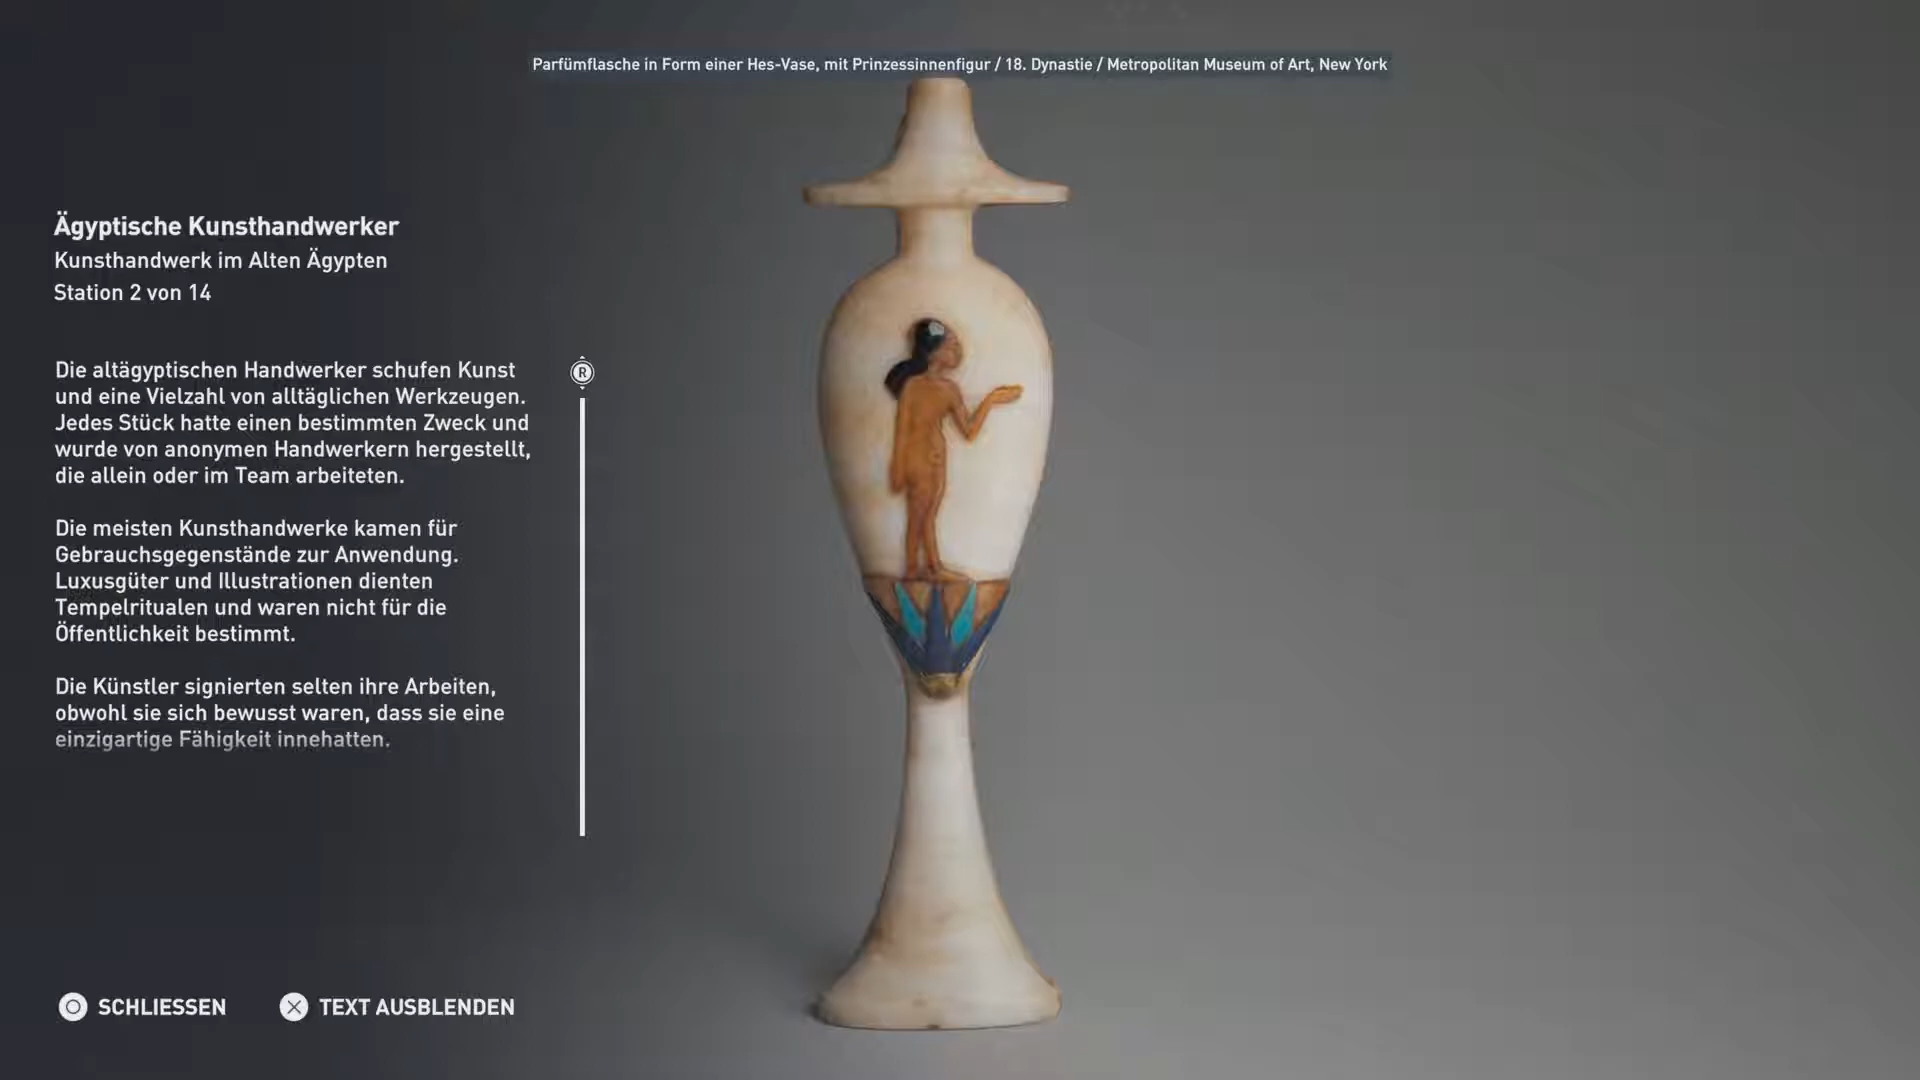 Parfümflasche in Form einer Hes-Vase, mit Prinzessinnenfigur / 18. Dynastie / Metropolitan Museum of Art, New York
Ägyptische Kunsthandwerker
Kunsthandwerk im Alten Ägypten
Station 2 von 14
Die altägyptischen Handwerker schufen Kunst
und eine Vielzahl von alltäglichen Werkzeugen.
Jedes Stück hatte einen bestimmten Zweck und
wurde von anonymen Handwerkern hergestellt,
die allein oder im Team arbeiteten.
Die meisten Kunsthandwerke kamen für
Gebrauchsgegenstände zur Anwendung.
Luxusgüter und Illustrationen dienten
Tempelritualen und waren nicht für die
Öffentlichkeit bestimmt.
Die Künstler signierten selten ihre Arbeiten,
obwohl sie sich bewusst waren, dass sie eine
einzigartige Fähigkeit innehatten.
R
SCHLIESSEN
TEXT AUSBLENDEN